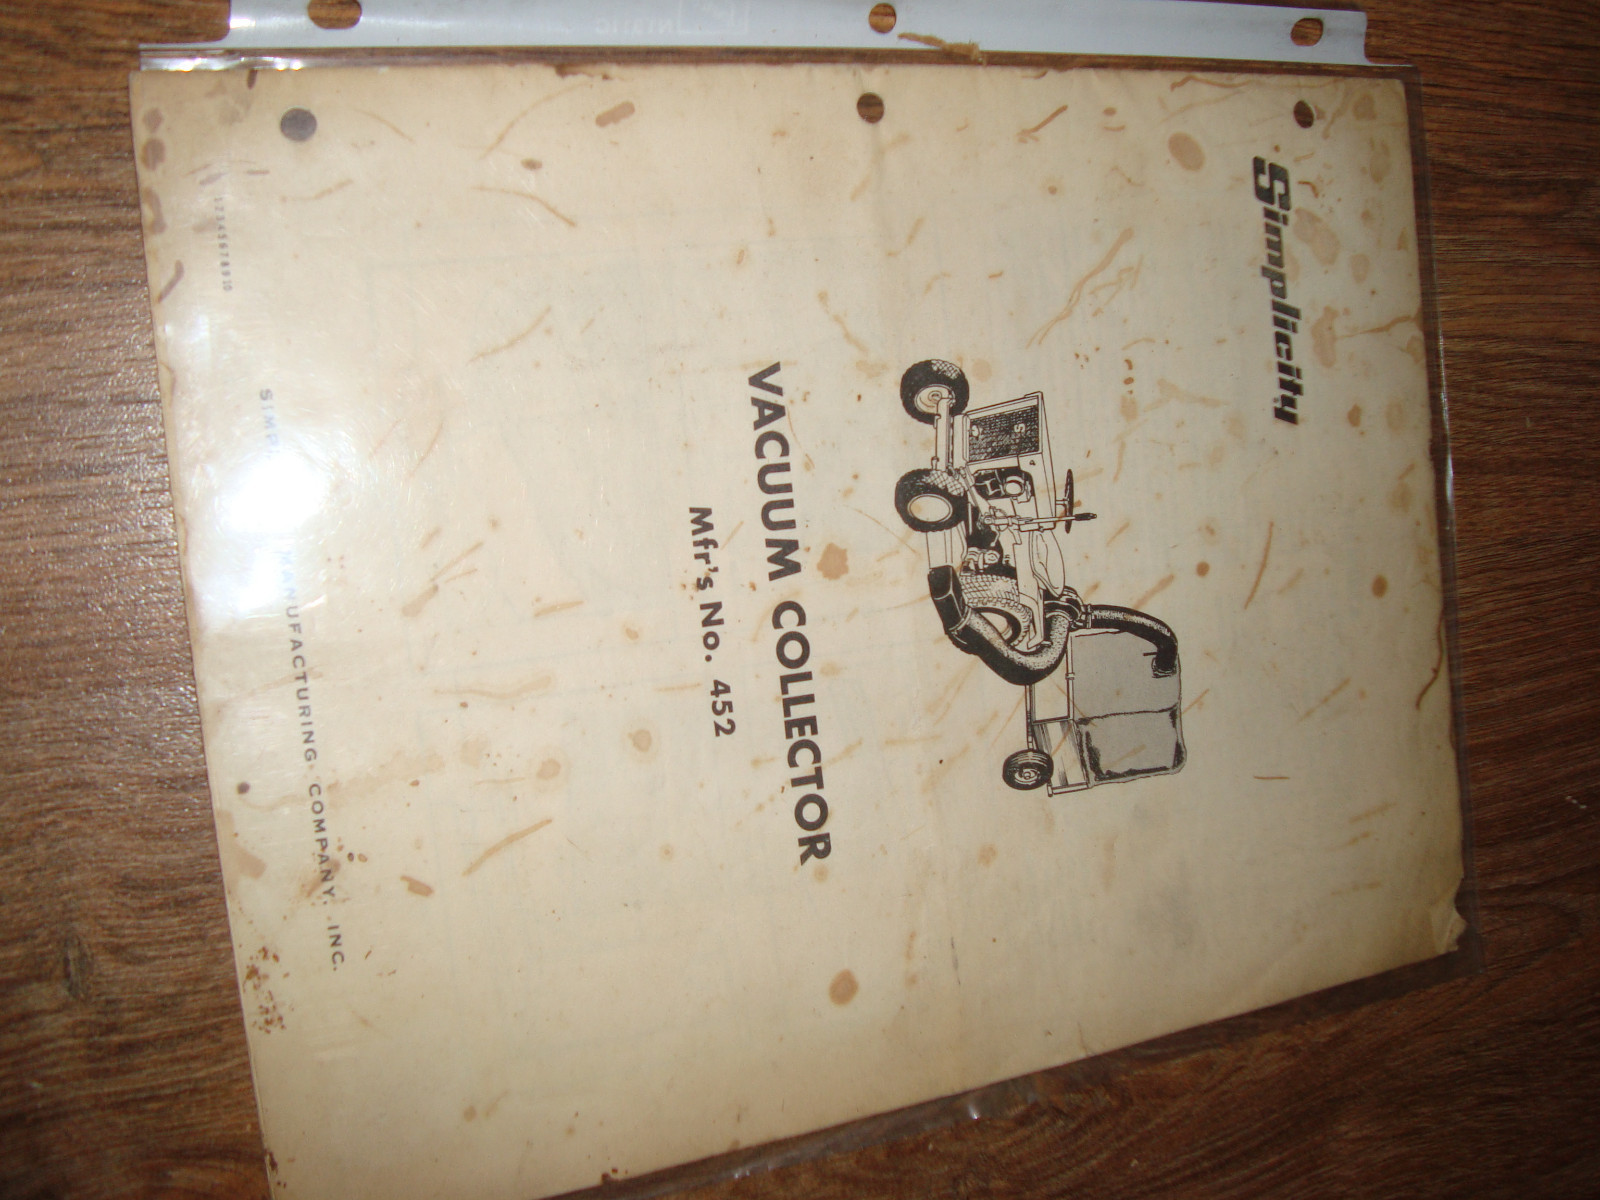 Simplicity
VACUUM COLLECTOR
Mfr's No. 452
MANUFACTURING COMPANY, INC.